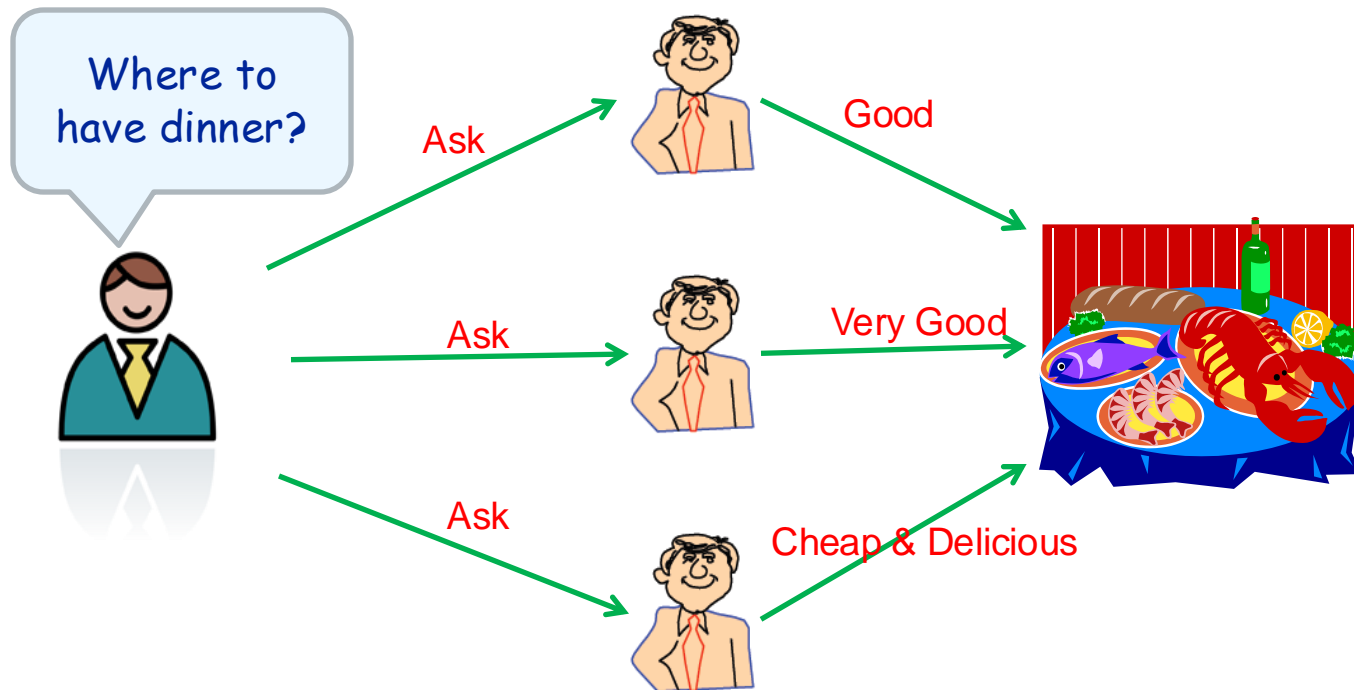 Where to
have dinner?
Ask
Good
Ask
Very Good
Ask
Cheap & Delicious